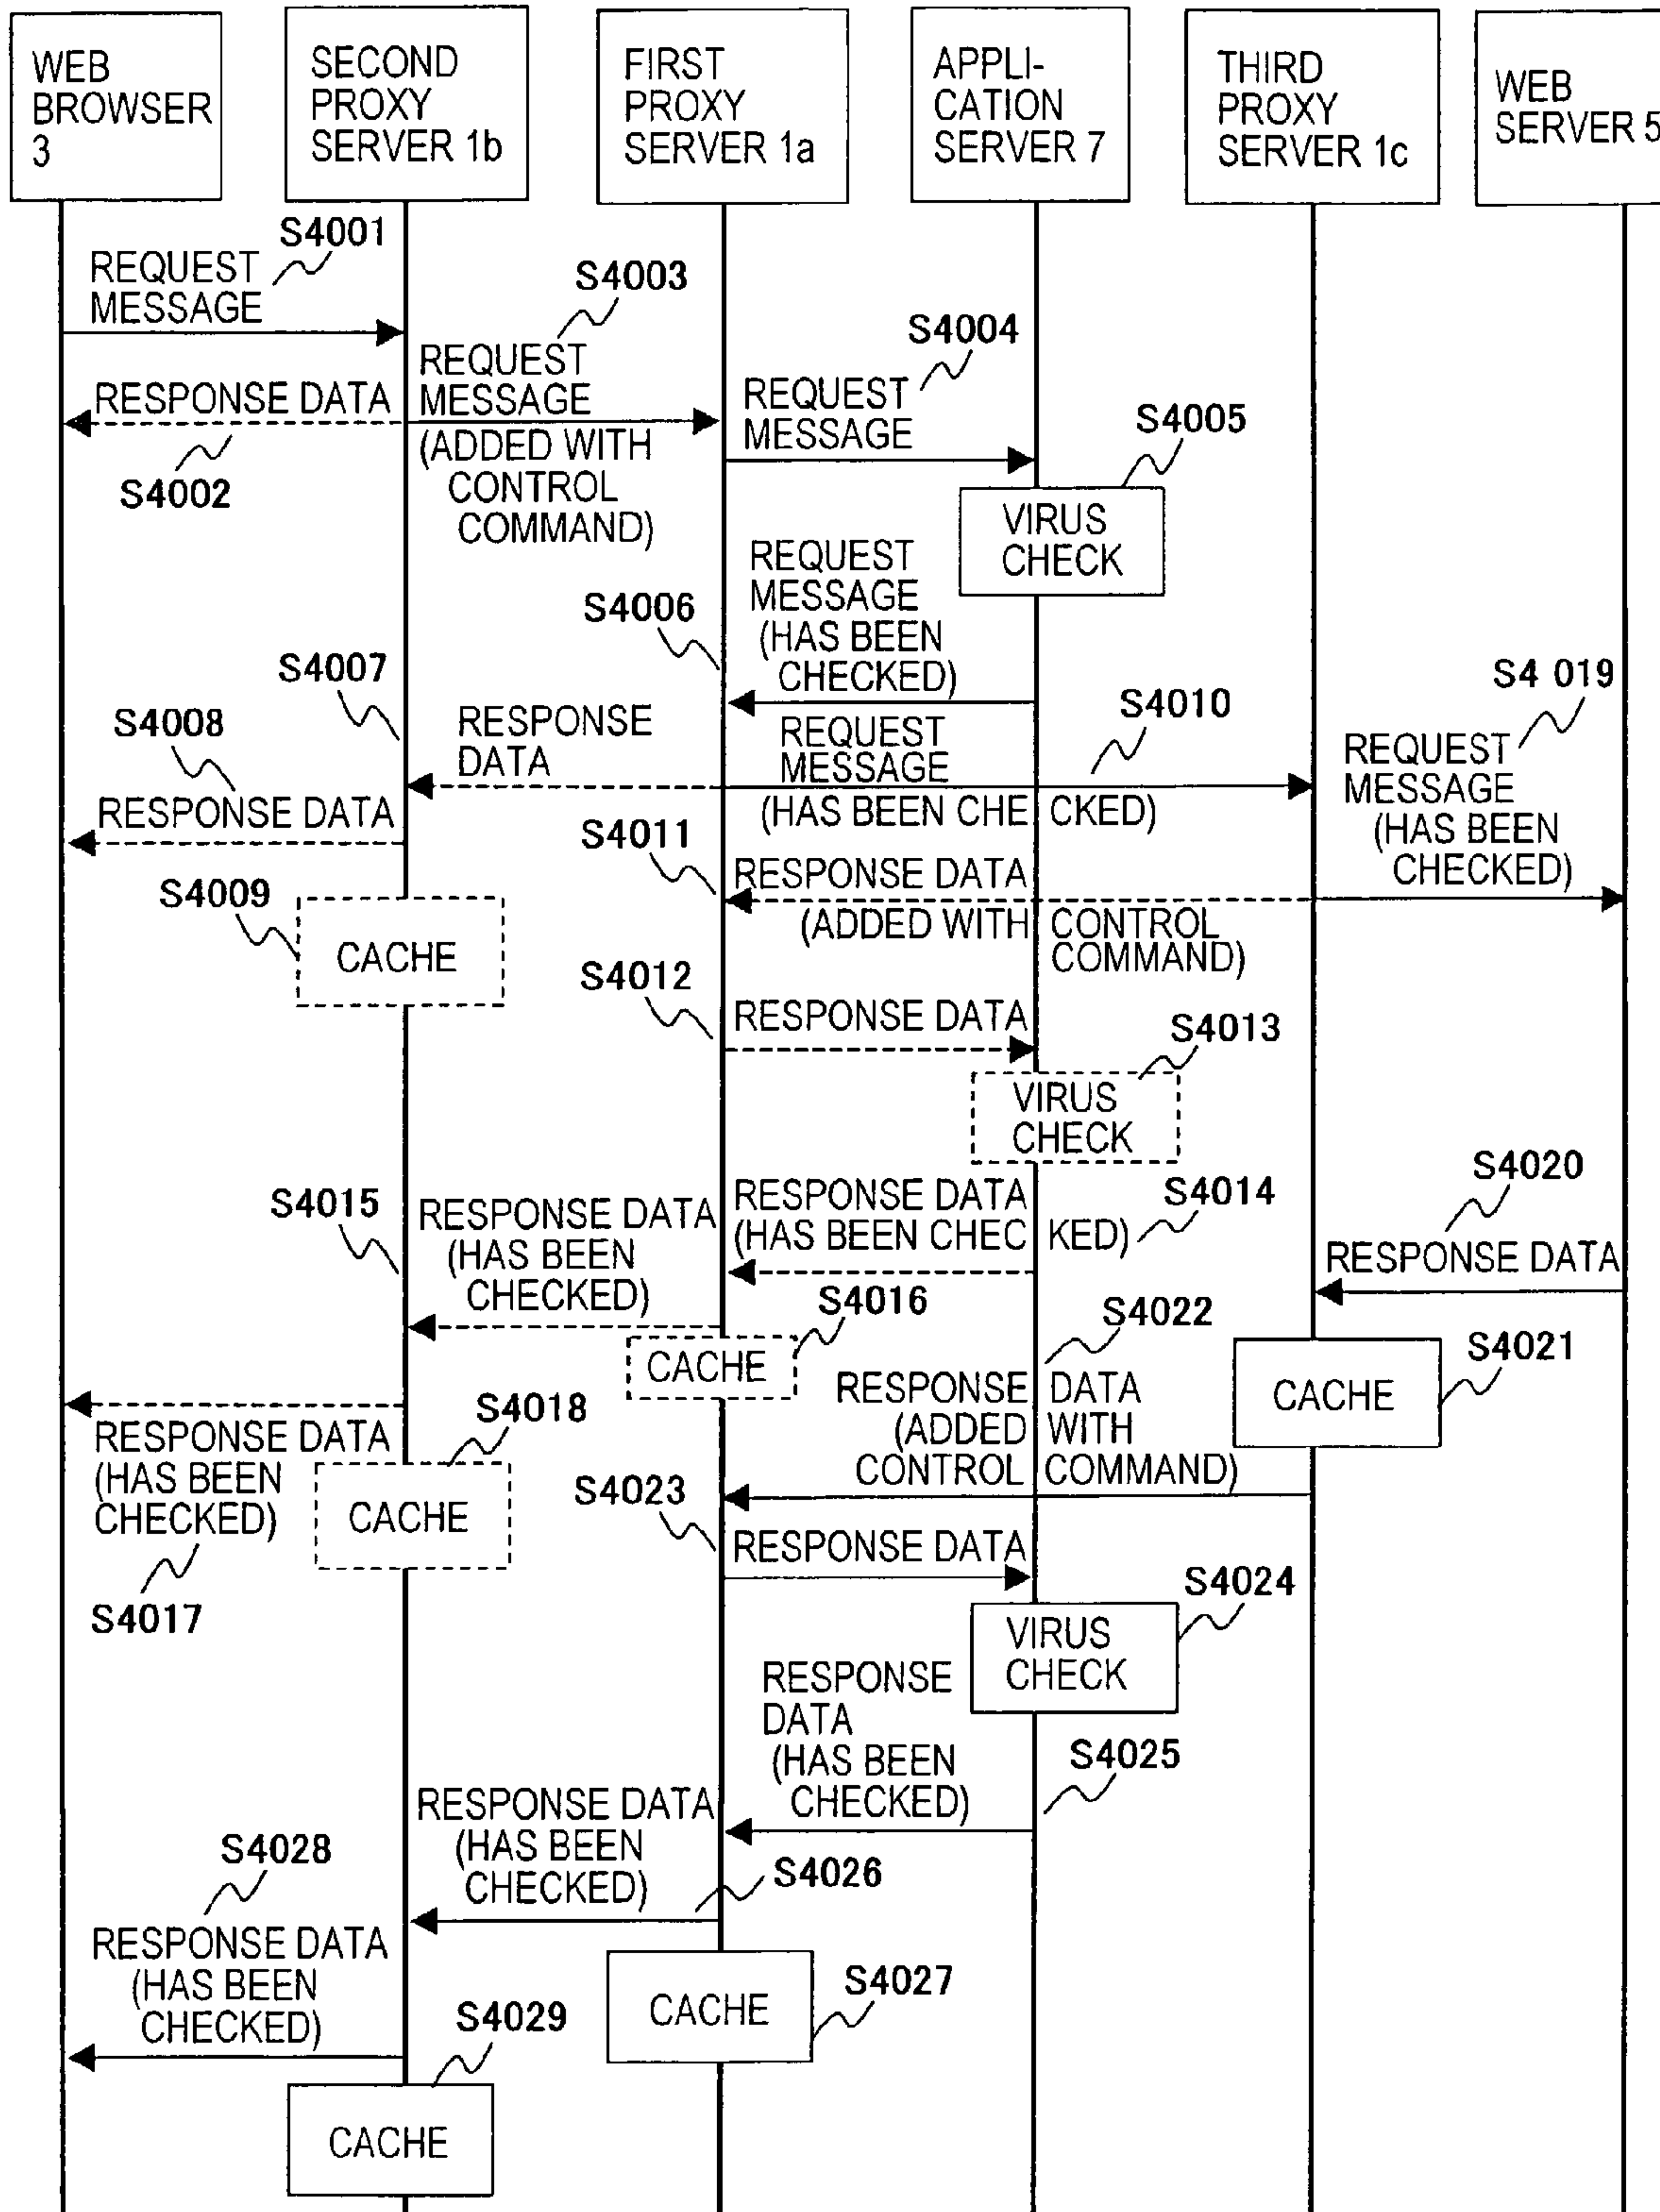 WEB
BROWSER
3
SECOND
PROXY
SERVER 1b
FIRST
PROXY
SERVER 1a
APPLI-
CATION
SERVER 7
THIRD
PROXY
SERVER 1c
WEB
SERVER 5
S4001
REQUEST
MESSAGE
S4003
REQUEST
MESSAGE
(ADDED WITH
CONTROL
COMMAND)
RESPONSE DATA
S4002
S4004
REQUEST
MESSAGE
S4005
VIRUS
CHECK
REQUEST
MESSAGE
(HAS BEEN
CHECKED)
S4006
S4007
RESPONSE
DATA
S4008
RESPONSE DATA
S4009
CACHE
S4010
REQUEST
MESSAGE
(HAS BEEN CHE CKED)
S4 019
REQUEST
MESSAGE
(HAS BEEN
CHECKED)
S4011
RESPONSE DATA
(ADDED WITH CONTROL
COMMAND)
S4012
RESPONSE DATA
S4013
VIRUS
CHECK
S4014
RESPONSE DATA
(HAS BEEN CHEC KED)
S4015
RESPONSE DATA
(HAS BEEN
CHECKED)
S4016
CACHE
S4020
RESPONSE DATA
S4021
CACHE
S4022
RESPONSE DATA
(ADDED WITH
CONTROL COMMAND)
RESPONSE DATA
(HAS BEEN
CHECKED)
S4017
S4018
CACHE
S4023
RESPONSE DATA
S4024
VIRUS
CHECK
RESPONSE
DATA
(HAS BEEN
CHECKED)
S4025
RESPONSE DATA
(HAS BEEN
CHECKED)
S4026
S4027
CACHE
S4028
RESPONSE DATA
(HAS BEEN
CHECKED)
S4029
CACHE